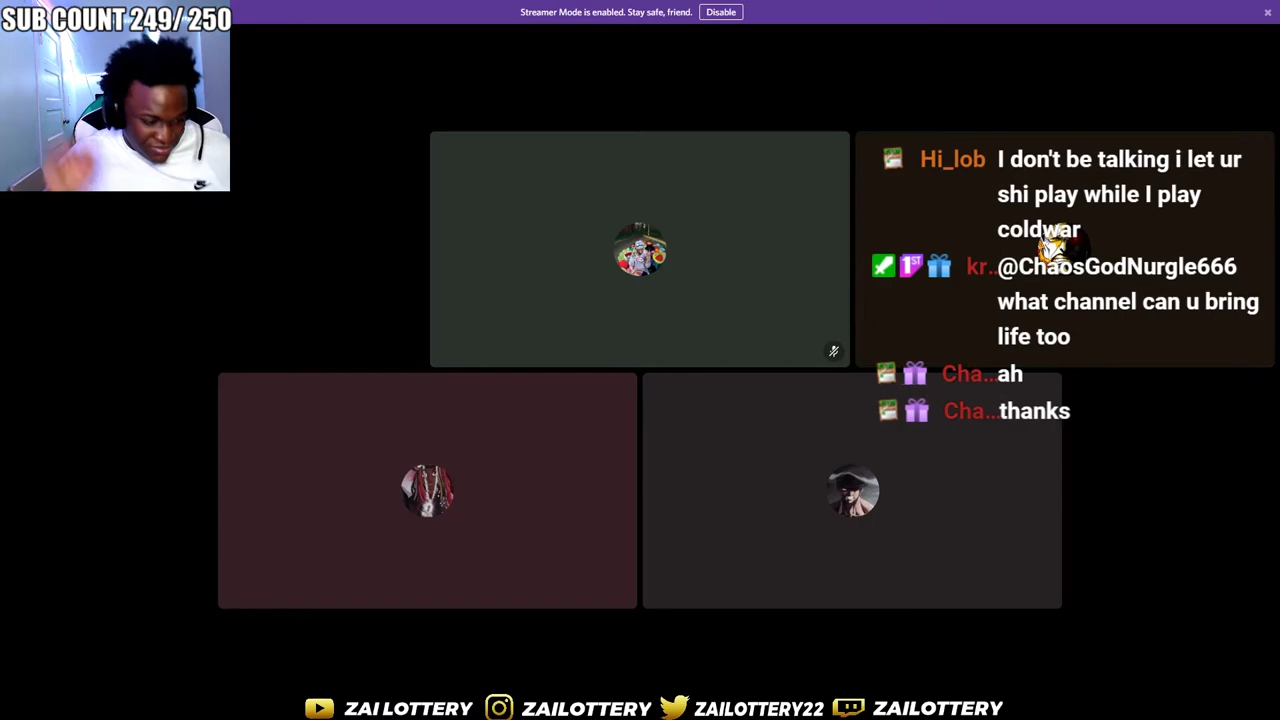 SUB COUNT 249/ 250
Streamer Mode is enabled. Stay safe, friend. Disable
Hi_lob I don't be talking i let ur
shi play while I play
coldwar
1ST kr.. @ChaosGodNurgle666
what channel can u bring
life too
Cha... ah
Cha... thanks
ZAI LOTTERY ZAILOTTERY ZAILOTTERY22 ZAILOTTERY